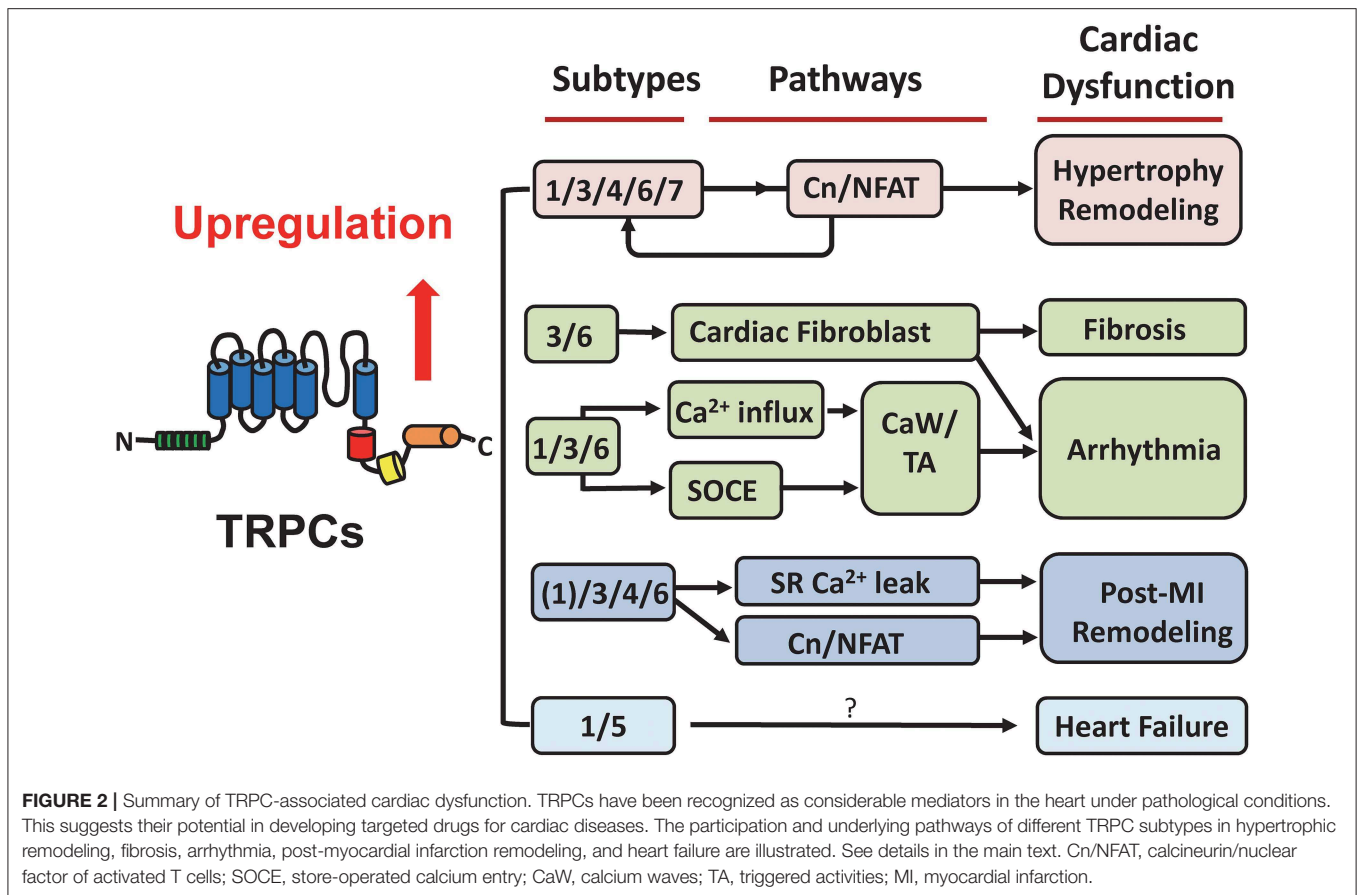 Subtypes
Pathways
Cardiac
Dysfunction
Upregulation
N
C
TRPCs
1/3/4/6/7
Cn/NFAT
Hypertrophy
Remodeling
3/6
Cardiac Fibroblast
Fibrosis
1/3/6
Ca²⁺ influx
SOCE
CaW/
TA
Arrhythmia
(1)/3/4/6
SR Ca²⁺ leak
Cn/NFAT
Post-MI
Remodeling
1/5
?
Heart Failure
FIGURE 2 | Summary of TRPC-associated cardiac dysfunction. TRPCs have been recognized as considerable mediators in the heart under pathological conditions.
This suggests their potential in developing targeted drugs for cardiac diseases. The participation and underlying pathways of different TRPC subtypes in hypertrophic
remodeling, fibrosis, arrhythmia, post-myocardial infarction remodeling, and heart failure are illustrated. See details in the main text. Cn/NFAT, calcineurin/nuclear
factor of activated T cells; SOCE, store-operated calcium entry; CaW, calcium waves; TA, triggered activities; MI, myocardial infarction.